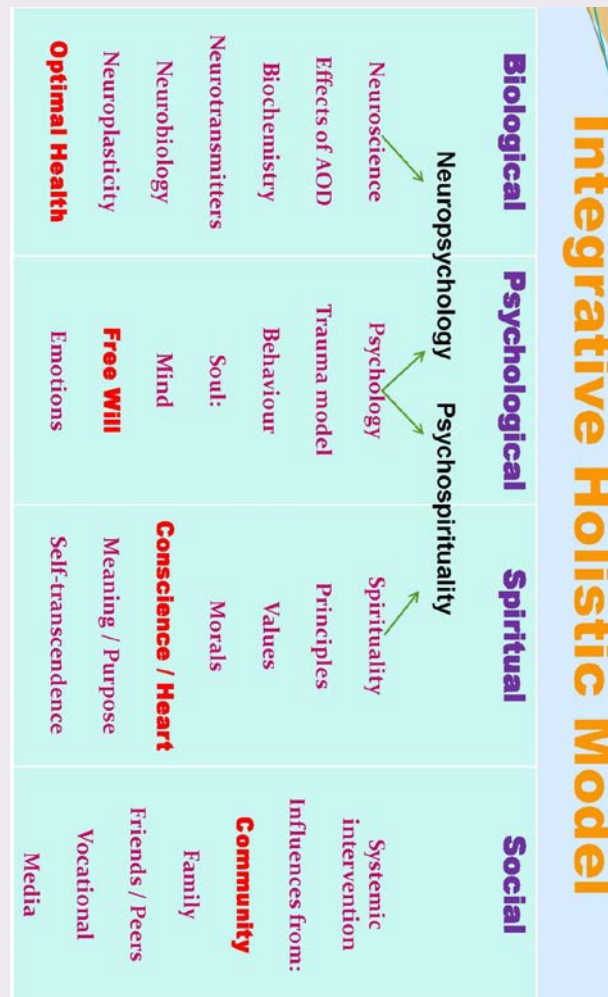 Integrative Holistic Model
Biological
Psychological
Spiritual
Social
Neuropsychology
Psychospirituality
Neuroscience
Effects of AOD
Biochemistry
Neurotransmitters
Neurobiology
Neuroplasticity
Optimal Health
Psychology
Trauma model
Behaviour
Soul:
Mind
Free Will
Emotions
Spirituality
Principles
Values
Morals
Conscience / Heart
Meaning / Purpose
Self-transcendence
Systemic
intervention
Influences from:
Community
Family
Friends / Peers
Vocational
Media